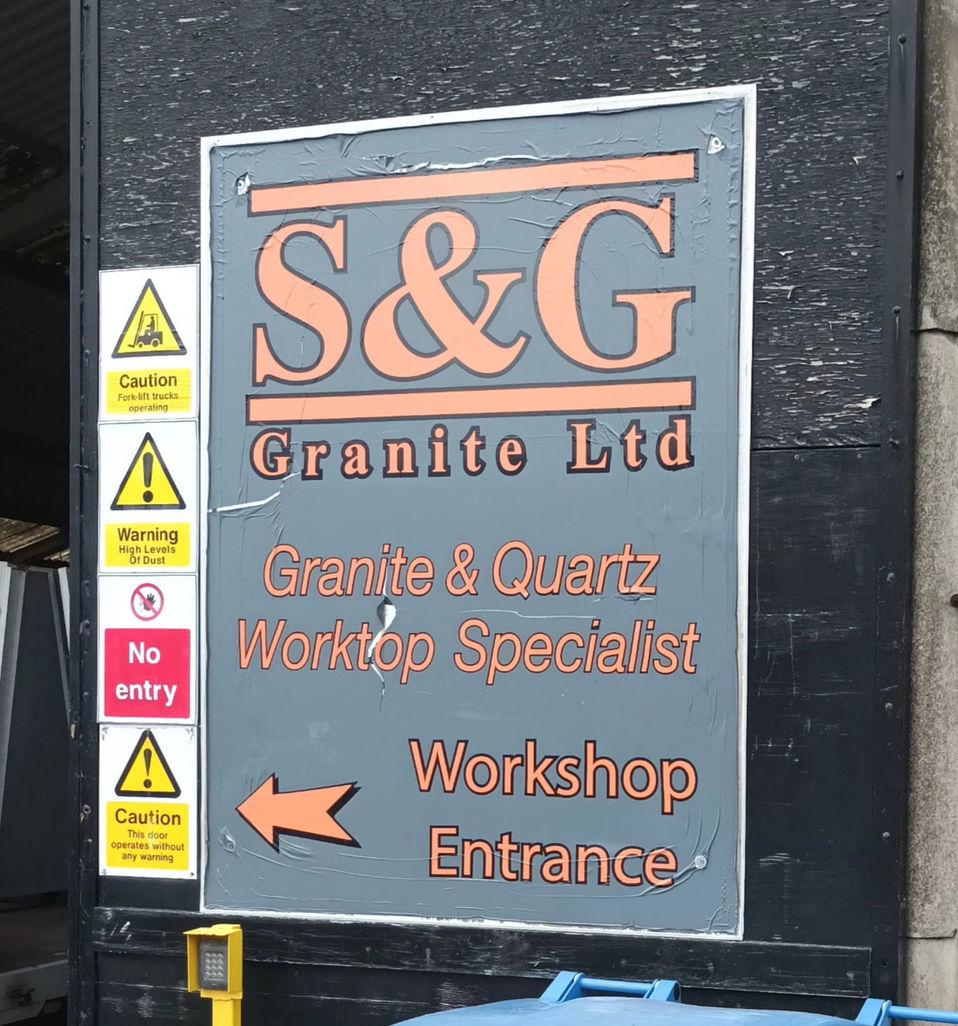 S&G
Granite Ltd
Granite & Quartz
Worktop Specialist
Workshop
Entrance
Caution
Fork-lift trucks
operating
Warning
High Levels
Of Dust
No
entry
Caution
This door
operates without
any warning